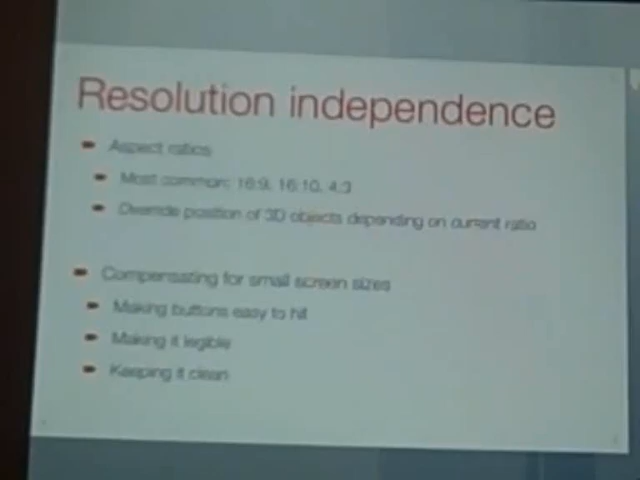 Resolution independence
Aspect ratios
Most common: 16:9, 16:10, 4:3
Override position of 3D objects depending on current ratio
Compensating for small screen sizes
Making buttons easy to hit
Making it legible
Keeping it clean